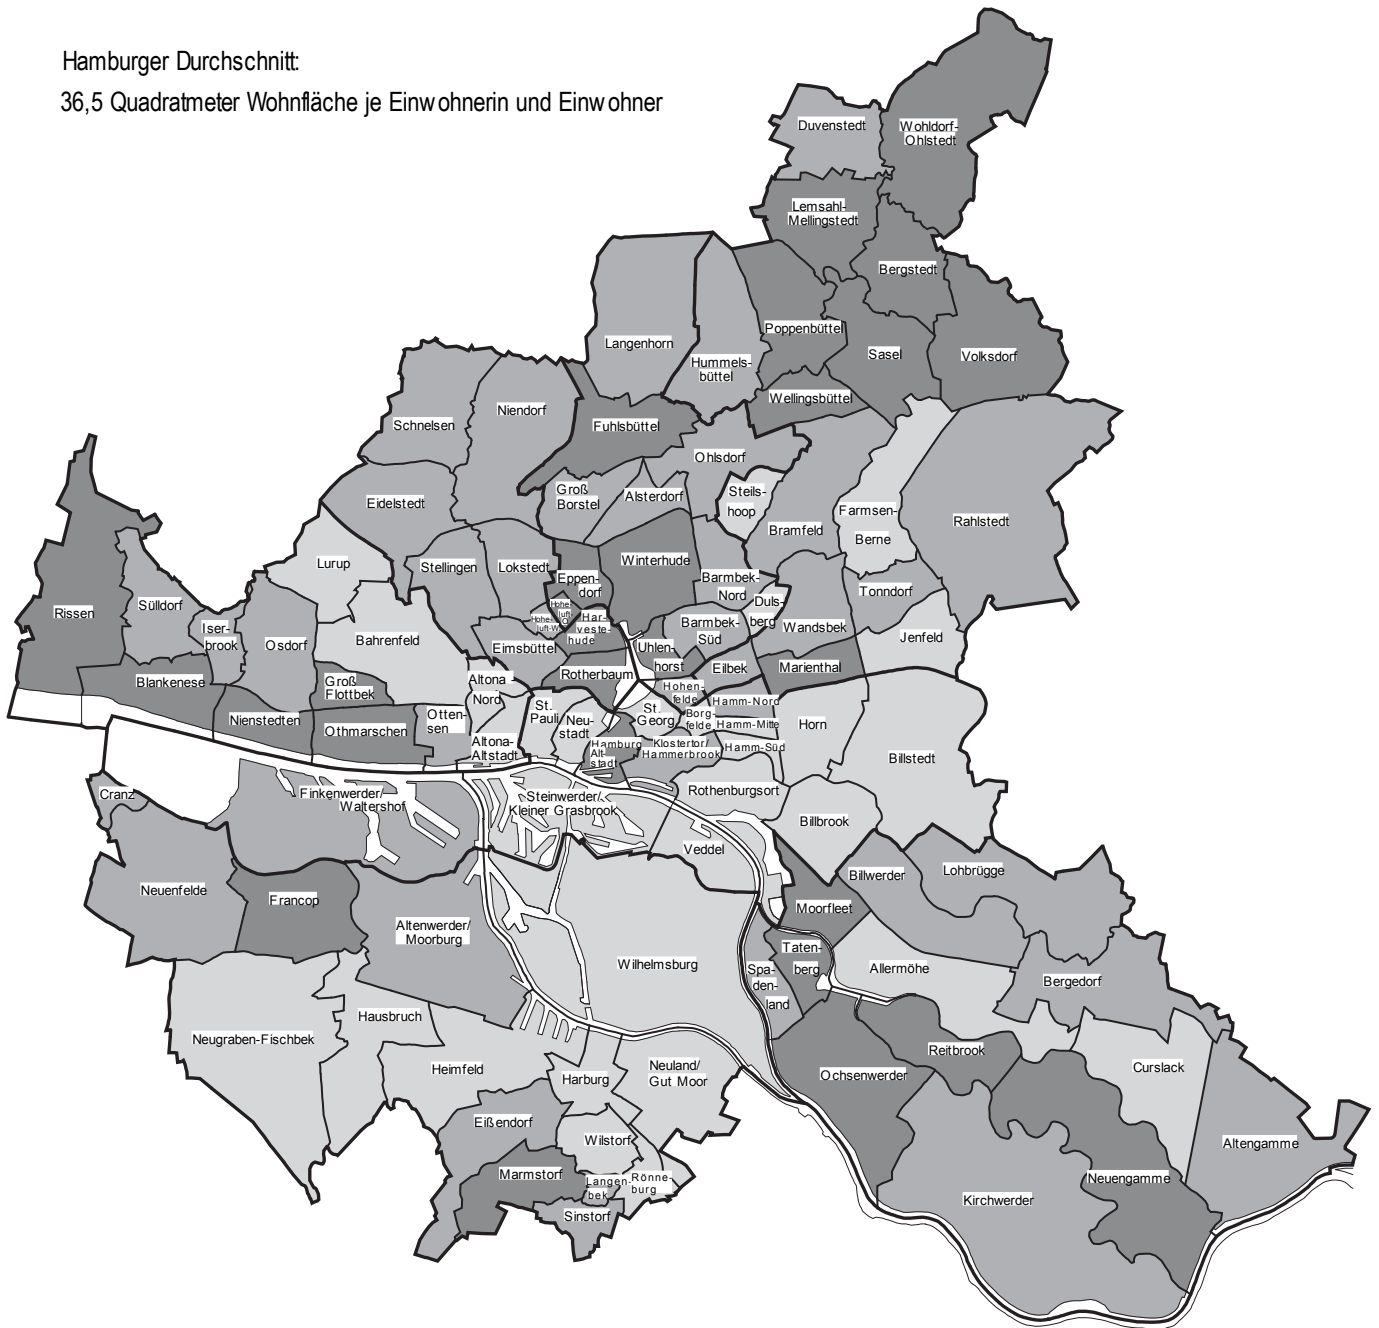 Hamburger Durchschnitt:
36,5 Quadratmeter Wohnfläche je Einwohnerin und Einwohner
Duvenstedt
Wohldorf-
Ohlstedt
Lemsahl-
Mellingstedt
Bergstedt
Poppenbüttel
Langenhorn
Hummels-
büttel
Sasel
Volksdorf
Wellingsbüttel
Niendorf
Schnelsen
Fuhlsbüttel
Ohlsdorf
Eidelstedt
Groß
Borstel
Alsterdorf
Steils-
hoop
Bramfeld
Farmsen-
Berne
Rahlstedt
Lurup
Stellingen
Lokstedt
Eppen-
dorf
Winterhude
Barmbek-
Nord
Duls-
berg
Tonndorf
Rissen
Sülldorf
Iser-
brook
Osdorf
Bahrenfeld
Eimsbüttel
Hohe-
luft-W.
Hohe-
luft-
O.
Har-
veste-
hude
Barmbek-
Süd
Wandsbek
Jenfeld
Uhlen-
horst
Eilbek
Marienthal
Blankenese
Groß
Flottbek
Altona -
Nord
Rotherbaum
Hohen-
felde
Hamm-Nord
Nienstedten
Othmarschen
Otten-
sen
St.
Pauli
Neu-
stadt
St.
Georg
Borg-
felde
Hamm-Mitte
Horn
Altona-
Altstadt
Hamburg
Alt-
stadt
Klostertor/
Hammerbrook
Hamm-Süd
Billstedt
Cranz
Finkenwerder/
Waltershof
Steinwerder/
Kleiner Grasbrook
Rothenburgsort
Billbrook
Veddel
Neuenfelde
Francop
Billwerder
Lohbrügge
Altenwerder/
Moorburg
Moorfleet
Wilhelmsburg
Spa-
den-
land
Taten-
berg
Allermöhe
Bergedorf
Neugraben-Fischbek
Hausbruch
Heimfeld
Harburg
Neuland/
Gut Moor
Ochsenwerder
Reitbrook
Curslack
Eißendorf
Wilstorf
Altengamme
Marmstorf
Langen-
bek
Rönne-
burg
Neuengamme
Sinstorf
Kirchwerder